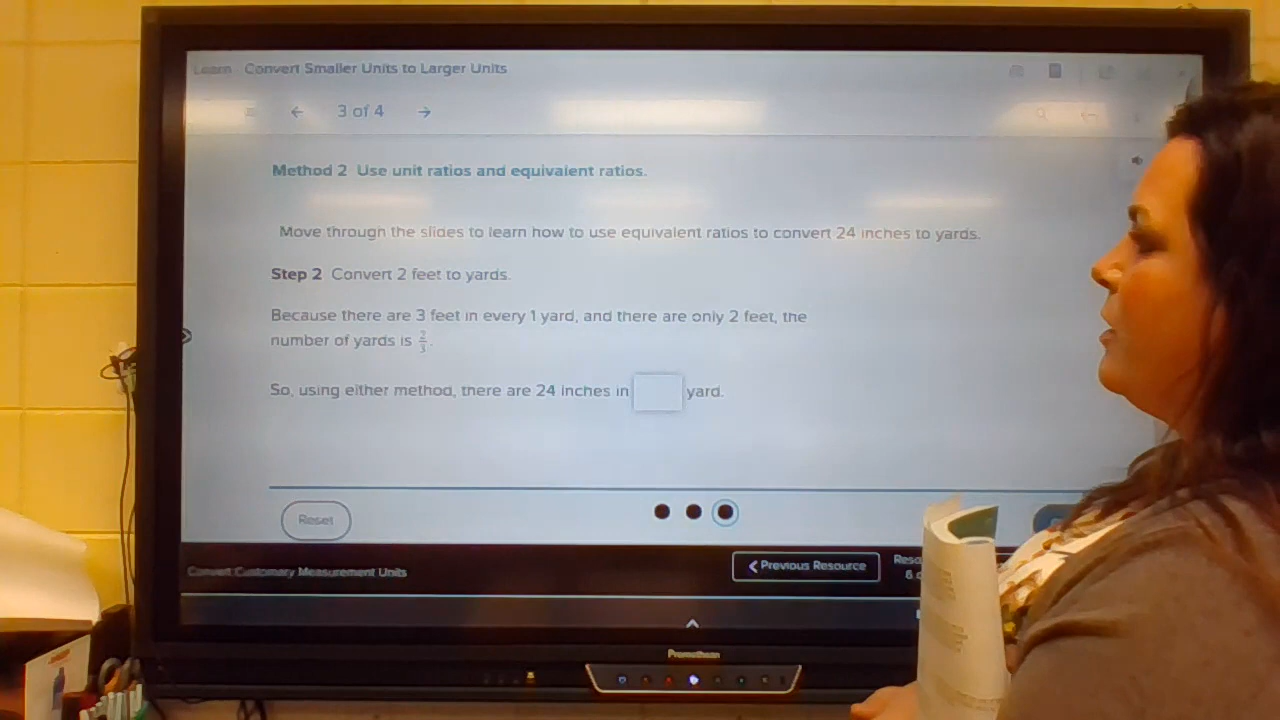 Learn Convert Smaller Units to Larger Units
3 of 4
Method 2 Use unit ratios and equivalent ratios.
Move through the slides to learn how to use equivalent ratios to convert 24 inches to yards.
Step 2 Convert 2 feet to yards.
Because there are 3 feet in every 1 yard, and there are only 2 feet, the
number of yards is 2/3.
So, using either method, there are 24 inches in yard.
Reset
Convert Customary Measurement Units
Previous Resource
Promethean